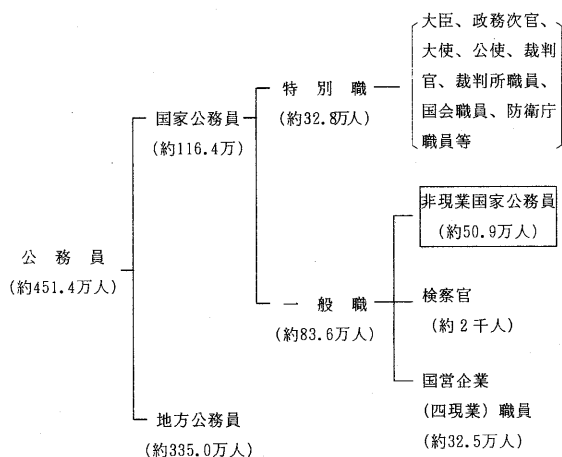 大臣、政務次官、
大使、公使、裁判
官、裁判所職員、
国会職員、防衛庁
職員等
特別職
(約32.8万人)
国家公務員
(約116.4万)
非現業国家公務員
(約50.9万人)
公務員
(約451.4万人)
一般職
(約83.6万人)
検察官
(約2千人)
国営企業
(四現業)職員
(約32.5万人)
地方公務員
(約335.0万人)